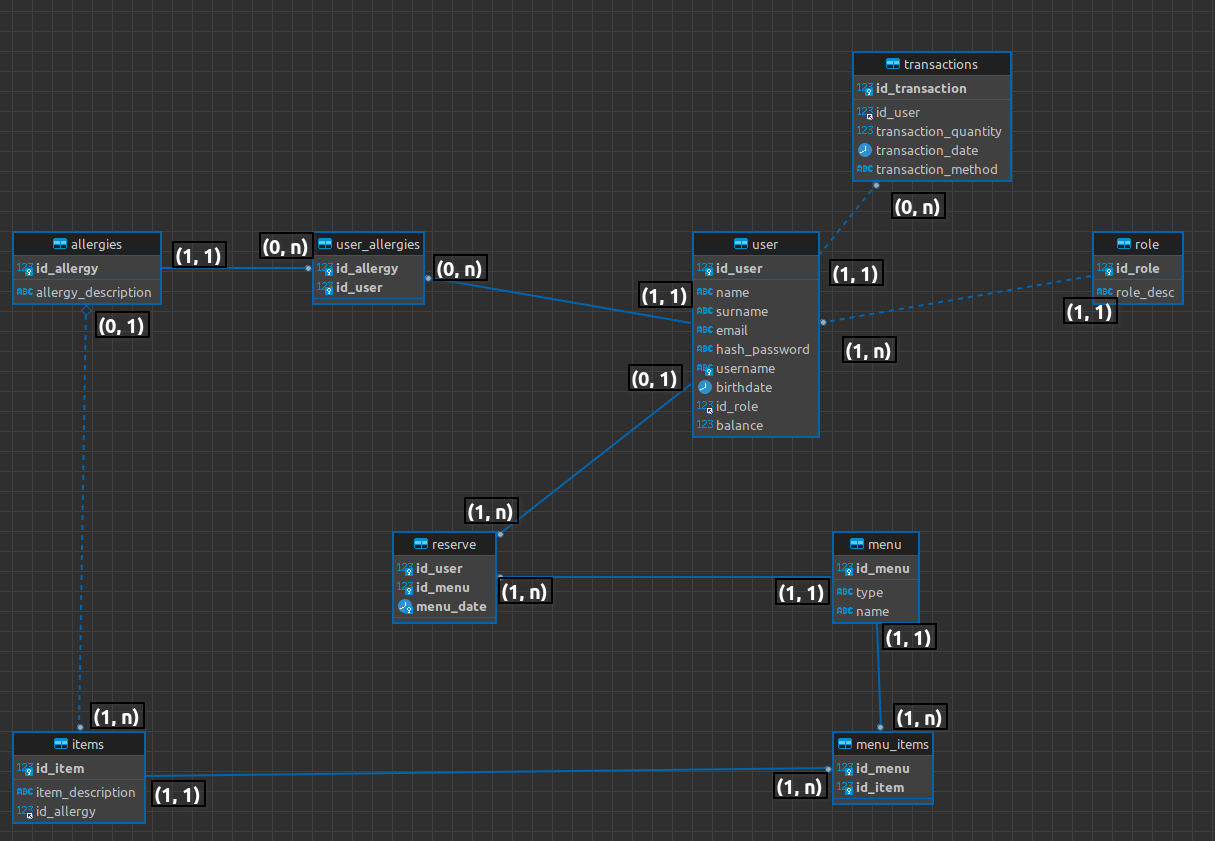 transactions
123 id_transaction
123 id_user
123 transaction_quantity
transaction_date
ABC transaction_method
(0, n)
allergies
123 id_allergy
ABC allergy_description
(1, 1)
(0, 1)
(0, n)
user_allergies
123 id_allergy
123 id_user
(0, n)
user
123 id_user
ABC name
ABC surname
ABC email
ABC hash_password
ABC username
birthdate
123 id_role
123 balance
(1, 1)
(1, 1)
(0, 1)
(1, n)
role
123 id_role
ABC role_desc
(1, 1)
(1, n)
reserve
123 id_user
123 id_menu
menu_date
(1, n)
menu
123 id_menu
ABC type
ABC name
(1, 1)
(1, 1)
(1, n)
items
123 id_item
ABC item_description
123 id_allergy
(1, 1)
(1, n)
menu_items
123 id_menu
123 id_item
(1, n)